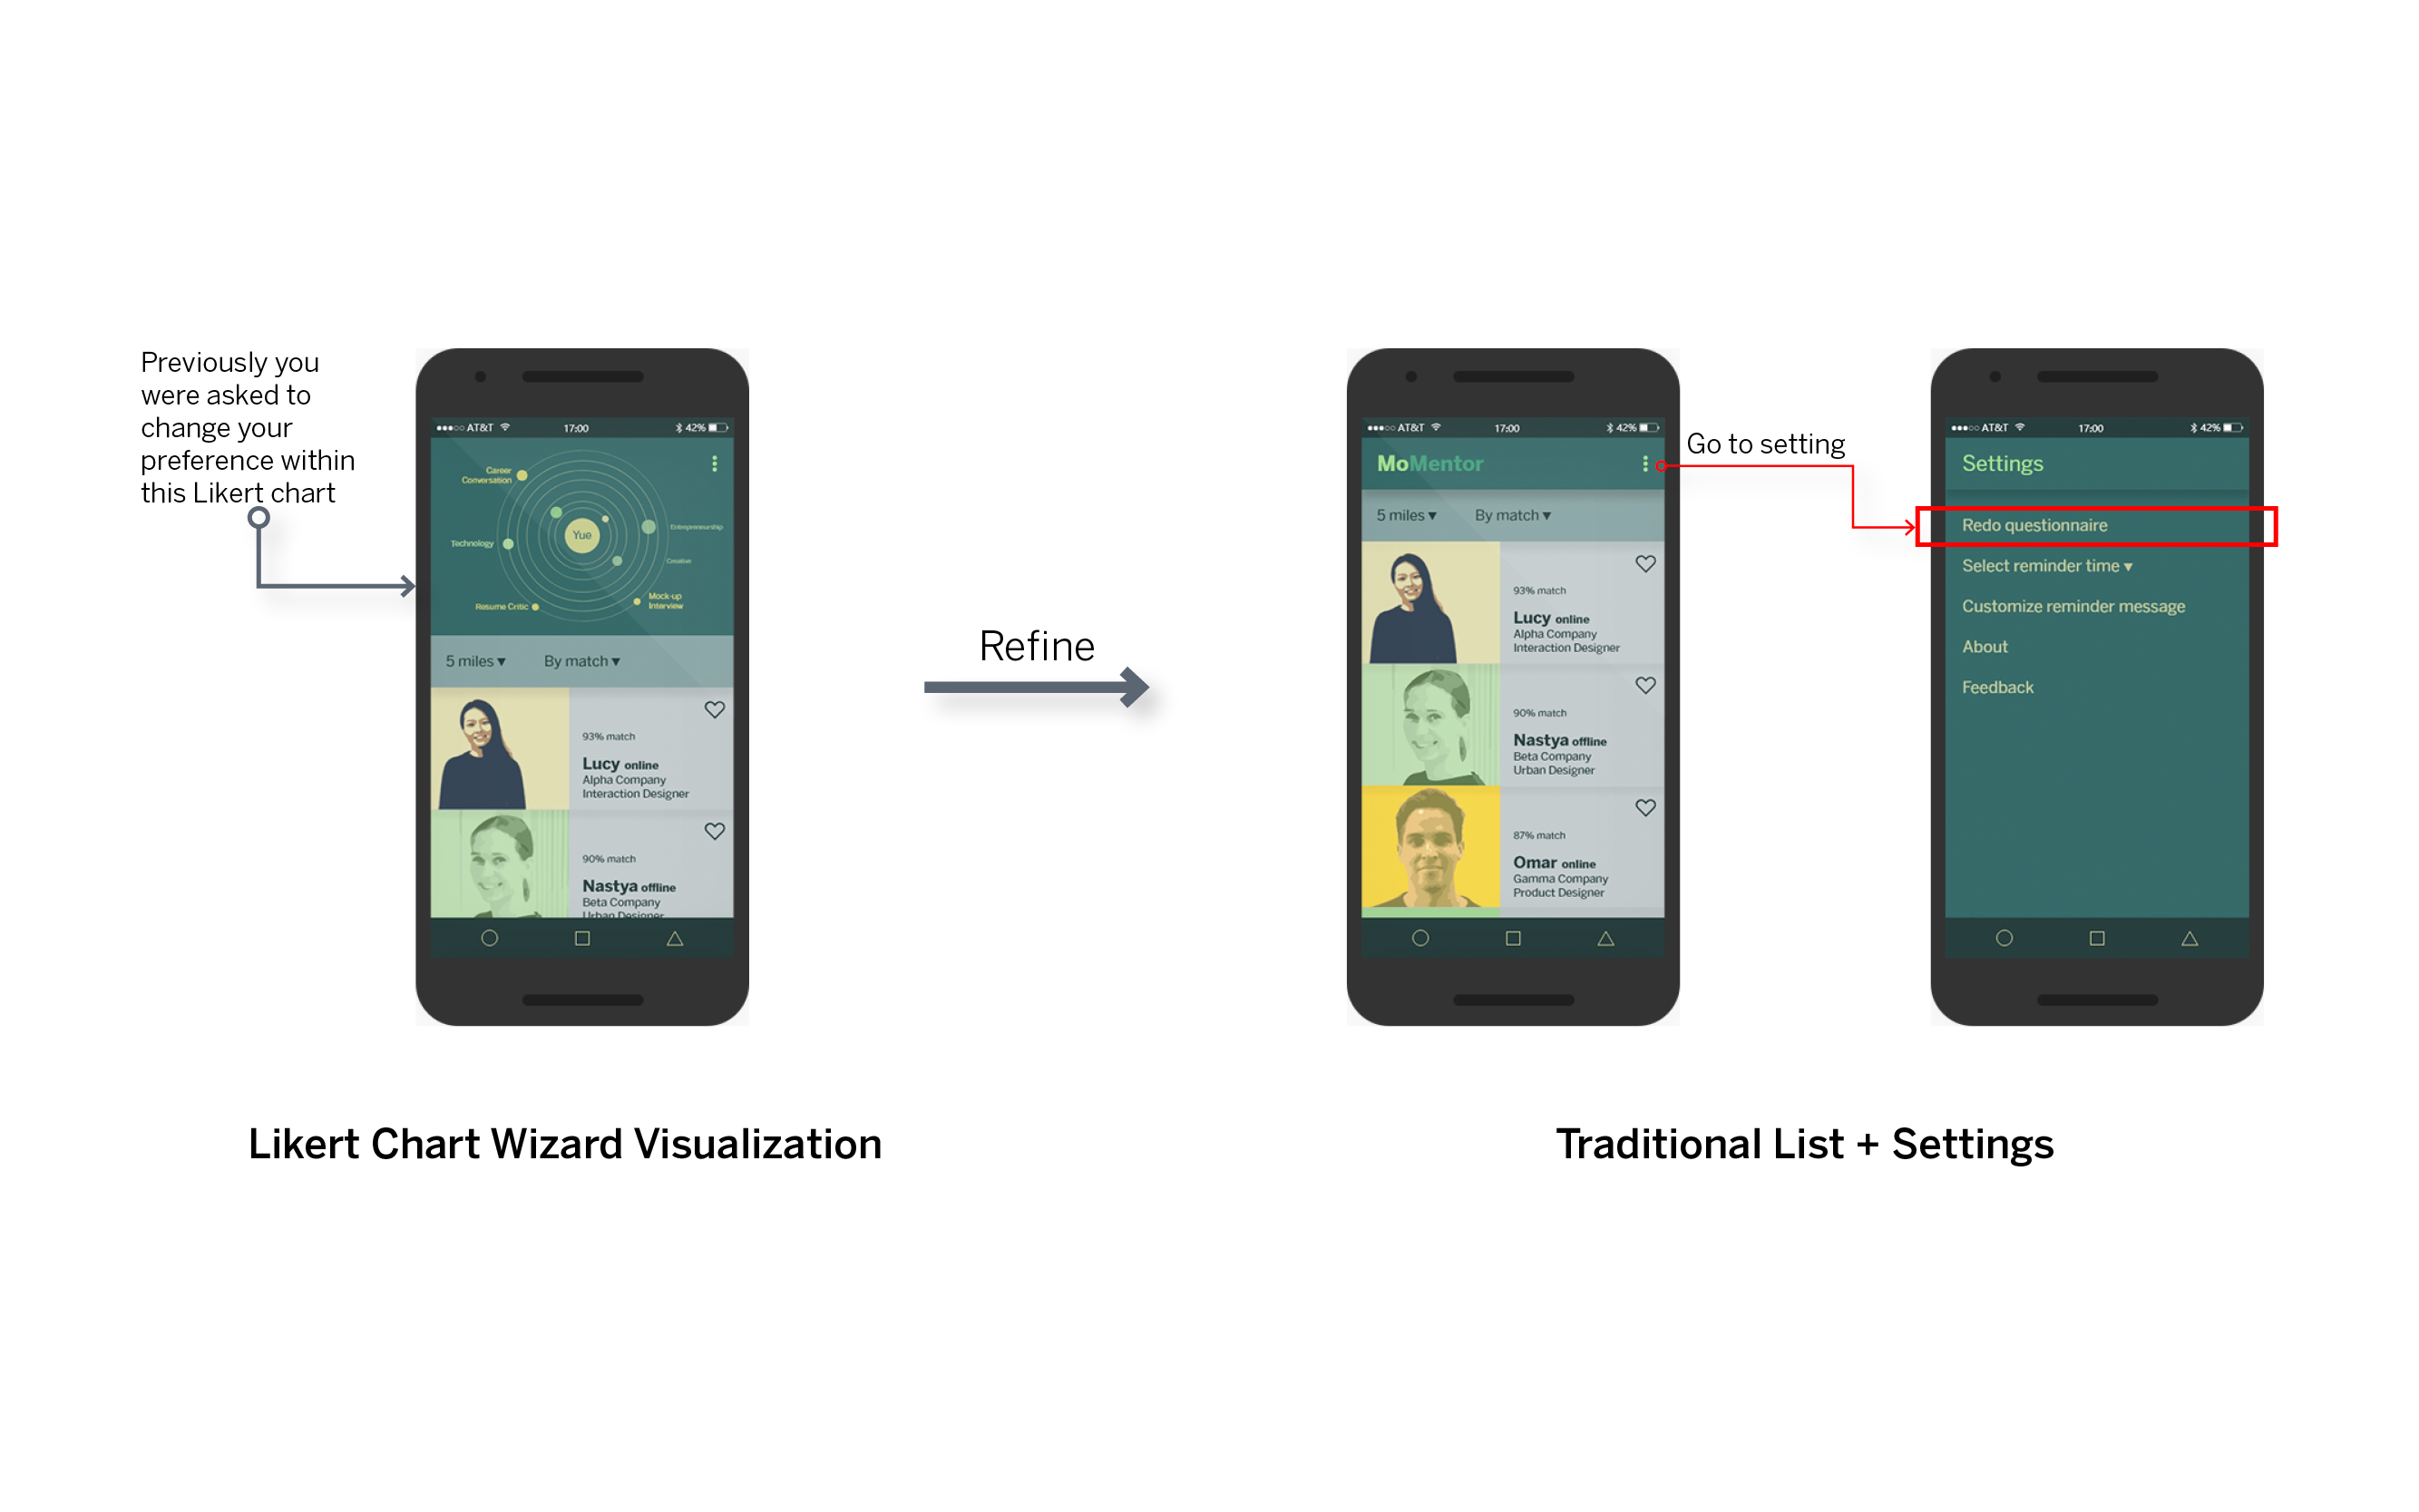 Previously you
were asked to
change your
preference within
this Likert chart
AT&T 17:00 42%
Career
Conversation
Technology
Yue
Entrepreneurship
Creative
Resume Critic
Mock-up
Interview
5 miles ▾ By match ▾
93% match
Lucy online
Alpha Company
Interaction Designer
90% match
Nastya offline
Beta Company
Urban Designer
Refine
AT&T 17:00 42%
MoMentor
5 miles ▾ By match ▾
93% match
Lucy online
Alpha Company
Interaction Designer
90% match
Nastya offline
Beta Company
Urban Designer
87% match
Omar online
Gamma Company
Product Designer
Go to setting
AT&T 17:00 42%
Settings
Redo questionnaire
Select reminder time ▾
Customize reminder message
About
Feedback
Likert Chart Wizard Visualization
Traditional List + Settings